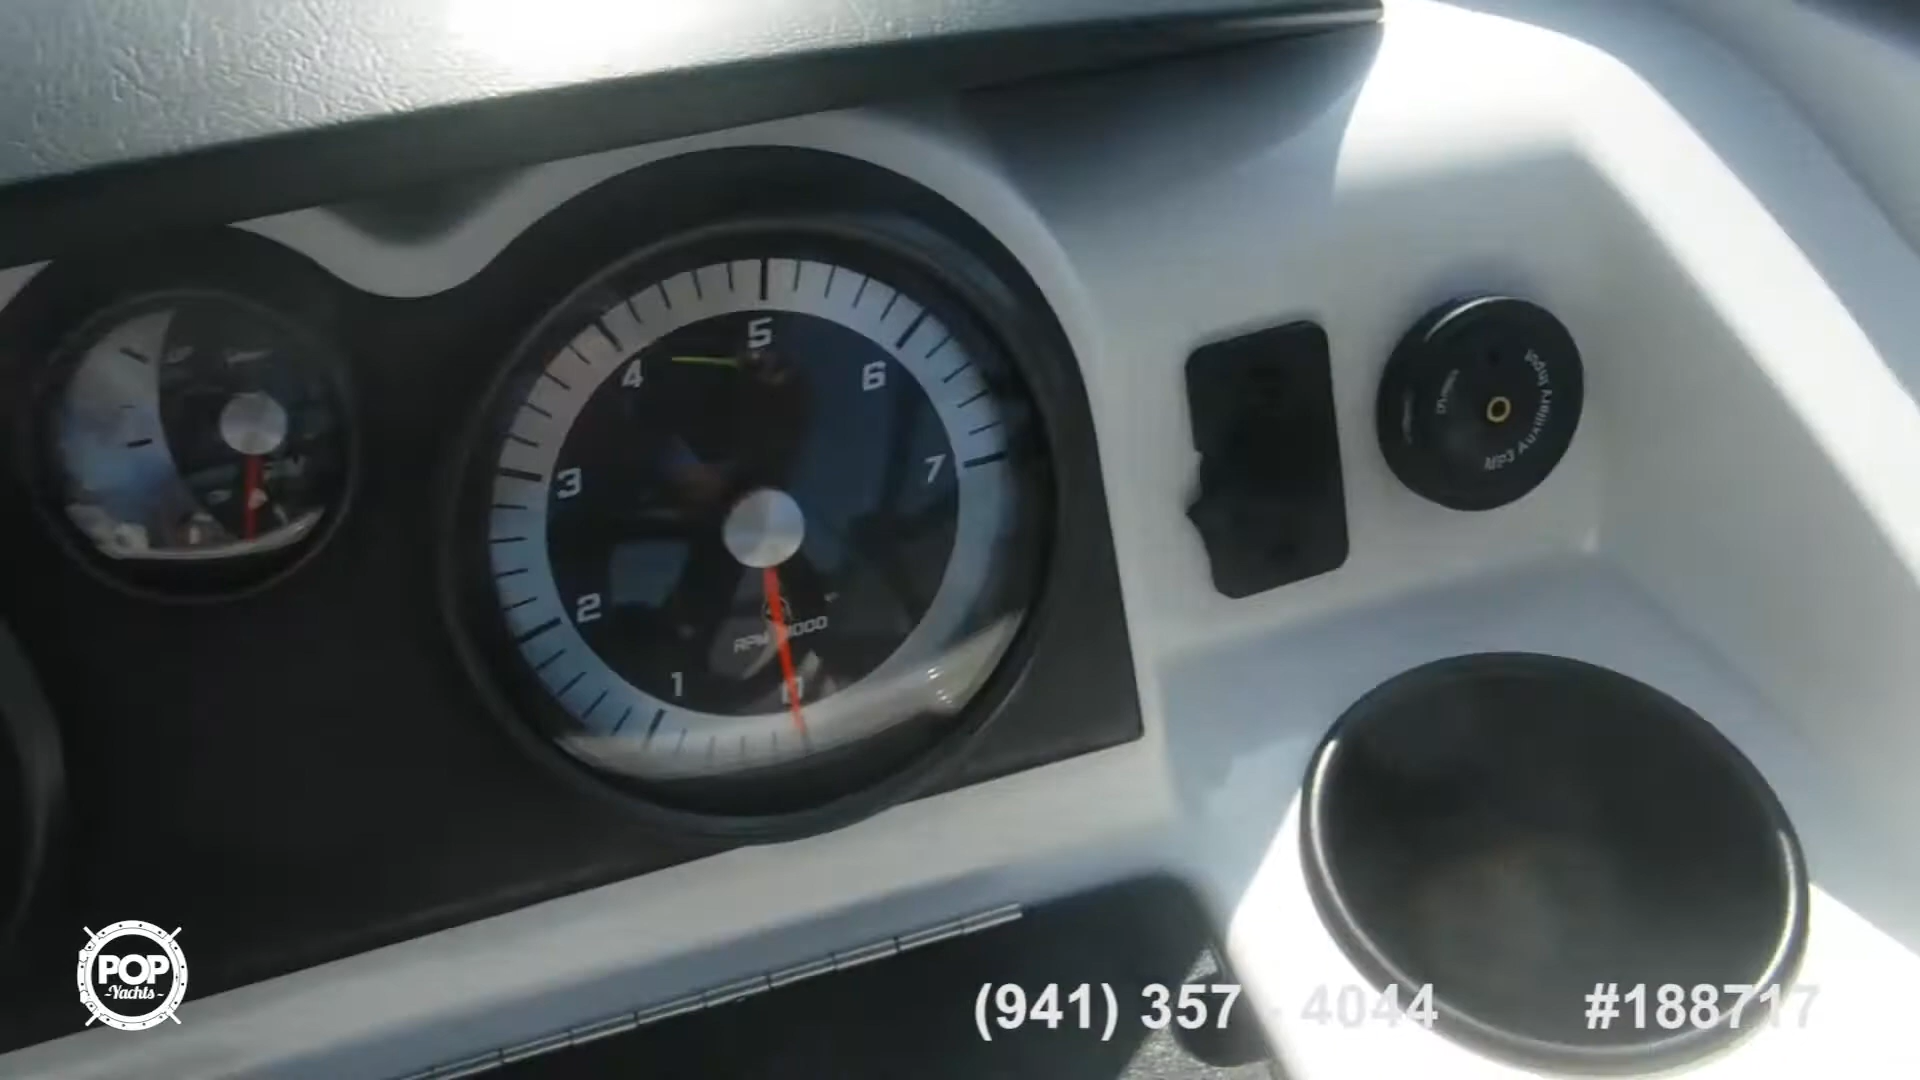 5
4
6
3
7
2
RPM X1000
1
0
MP3 Auxiliary Input
POP
-Yachts-
(941) 357 - 4044
#188717